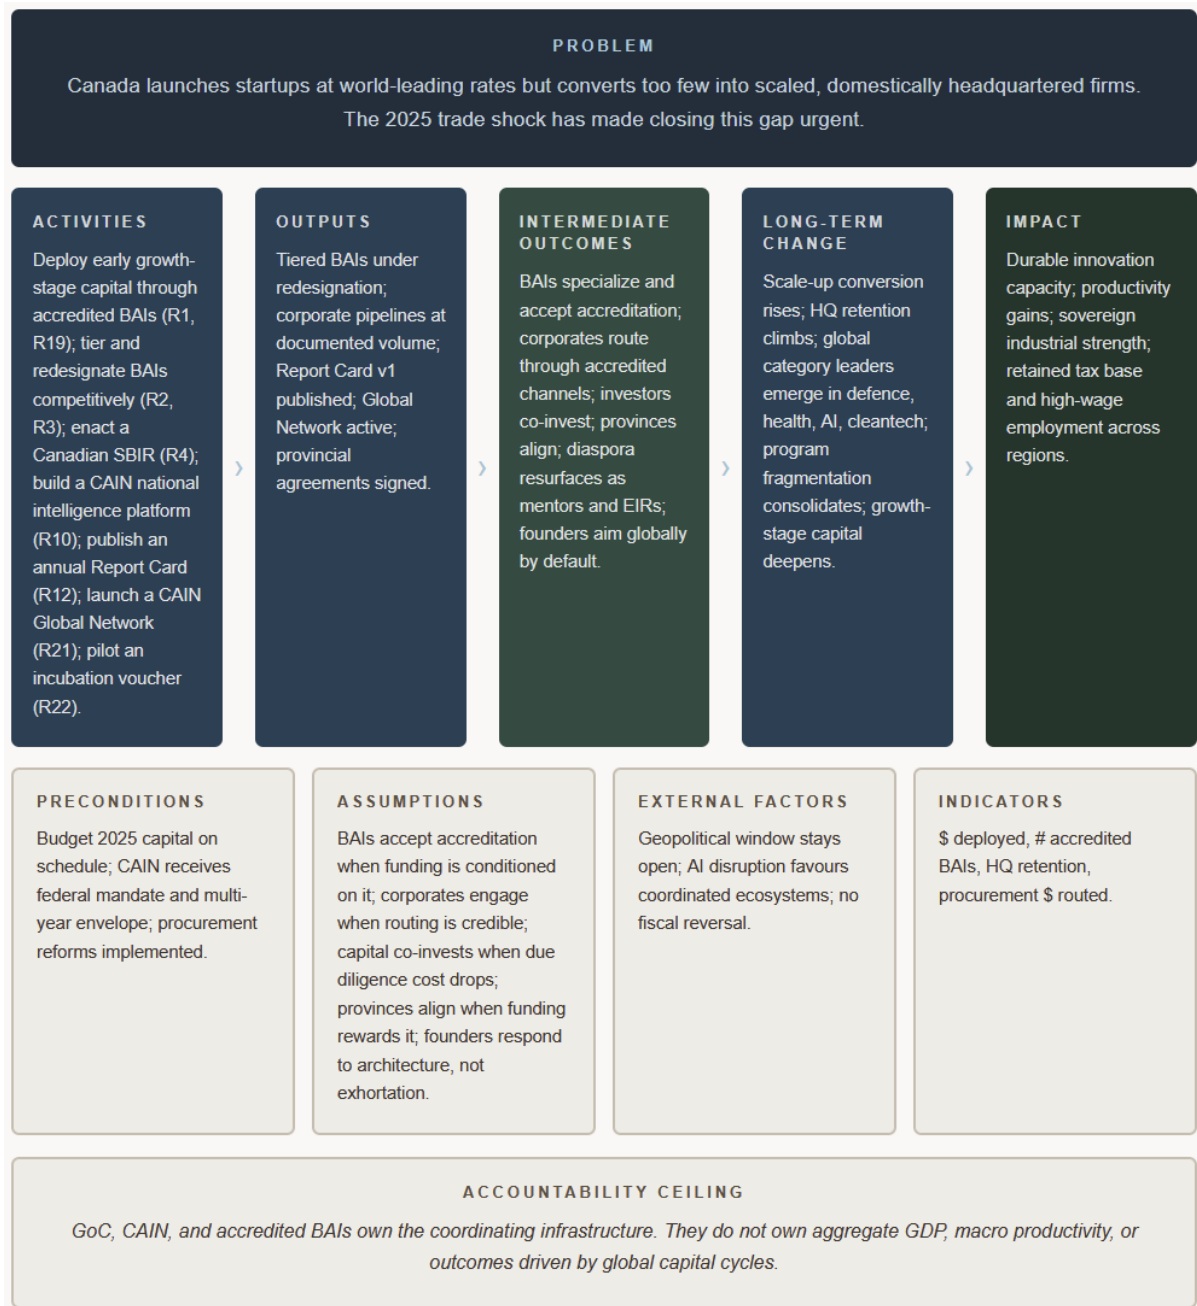 PROBLEM
Canada launches startups at world-leading rates but converts too few into scaled, domestically headquartered firms.
The 2025 trade shock has made closing this gap urgent.
ACTIVITIES
Deploy early growth-
stage capital through
accredited BAIs (R1,
R19); tier and
redesignate BAIs
competitively (R2,
R3); enact a
Canadian SBIR (R4);
build a CAIN national
intelligence platform
(R10); publish an
annual Report Card
(R12); launch a CAIN
Global Network
(R21); pilot an
incubation voucher
(R22).
›
OUTPUTS
Tiered BAIs under
redesignation;
corporate pipelines at
documented volume;
Report Card v1
published; Global
Network active;
provincial
agreements signed.
›
INTERMEDIATE
OUTCOMES
BAIs specialize and
accept accreditation;
corporates route
through accredited
channels; investors
co-invest; provinces
align; diaspora
resurfaces as
mentors and EIRs;
founders aim globally
by default.
›
LONG-TERM
CHANGE
Scale-up conversion
rises; HQ retention
climbs; global
category leaders
emerge in defence,
health, AI, cleantech;
program
fragmentation
consolidates; growth-
stage capital
deepens.
›
IMPACT
Durable innovation
capacity; productivity
gains; sovereign
industrial strength;
retained tax base
and high-wage
employment across
regions.
PRECONDITIONS
Budget 2025 capital on
schedule; CAIN receives
federal mandate and multi-
year envelope; procurement
reforms implemented.
ASSUMPTIONS
BAIs accept accreditation
when funding is conditioned
on it; corporates engage
when routing is credible;
capital co-invests when due
diligence cost drops;
provinces align when funding
rewards it; founders respond
to architecture, not
exhortation.
EXTERNAL FACTORS
Geopolitical window stays
open; AI disruption favours
coordinated ecosystems; no
fiscal reversal.
INDICATORS
$ deployed, # accredited
BAIs, HQ retention,
procurement $ routed.
ACCOUNTABILITY CEILING
GoC, CAIN, and accredited BAIs own the coordinating infrastructure. They do not own aggregate GDP, macro productivity, or
outcomes driven by global capital cycles.